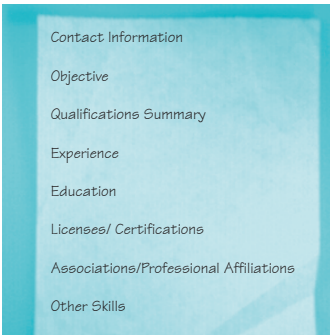 Contact Information
Objective
Qualifications Summary
Experience
Education
Licenses/ Certifications
Associations/Professional Affiliations
Other Skills